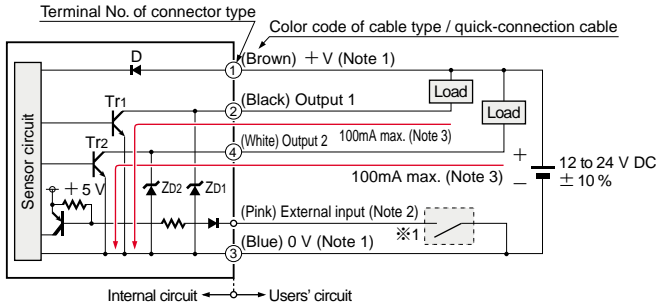 Terminal No. of connector type
Color code of cable type / quick-connection cable
D
1
(Brown) +V (Note 1)
Tr1
2
(Black) Output 1
Load
Load
Sensor circuit
Tr2
4
(White) Output 2
100mA max. (Note 3)
100mA max. (Note 3)
+
−
12 to 24 V DC
±10 %
+5 V
ZD2
ZD1
(Pink) External input (Note 2)
※1
3
(Blue) 0 V (Note 1)
Internal circuit
Users' circuit